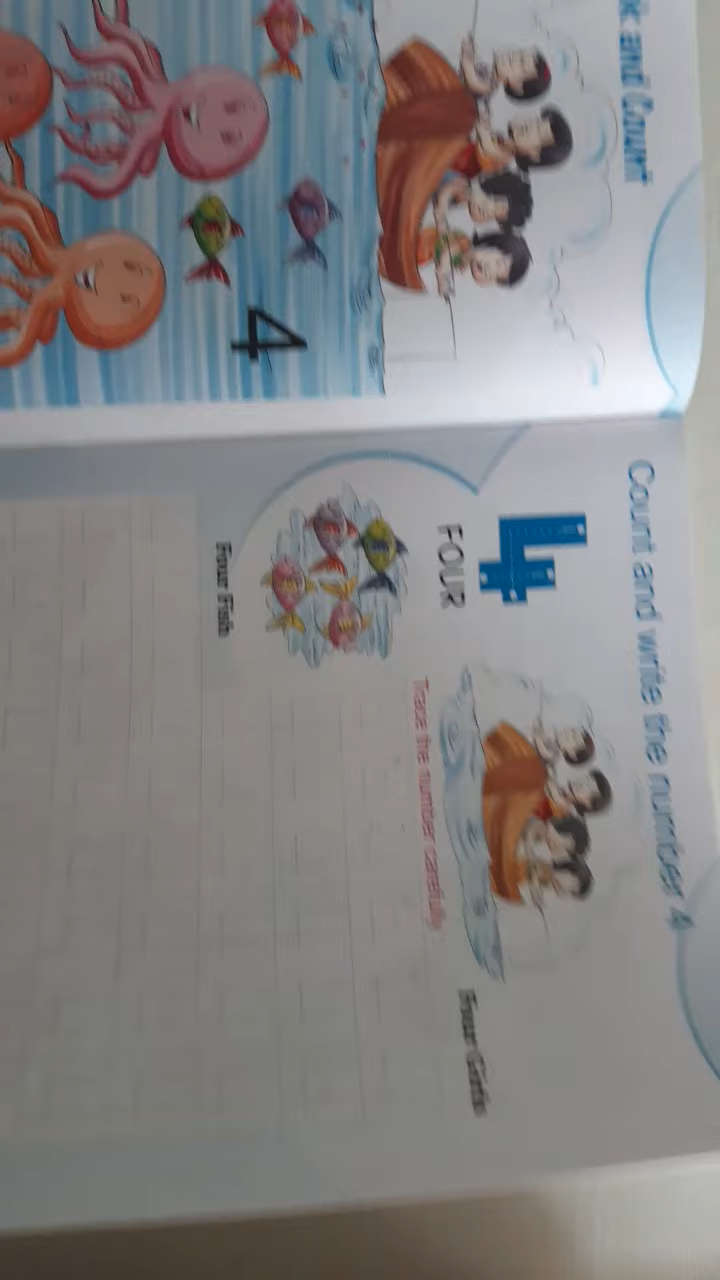 and Count
4
Count and write the number 4
4
FOUR
Four Girls
Trace the number carefully
Four Fish